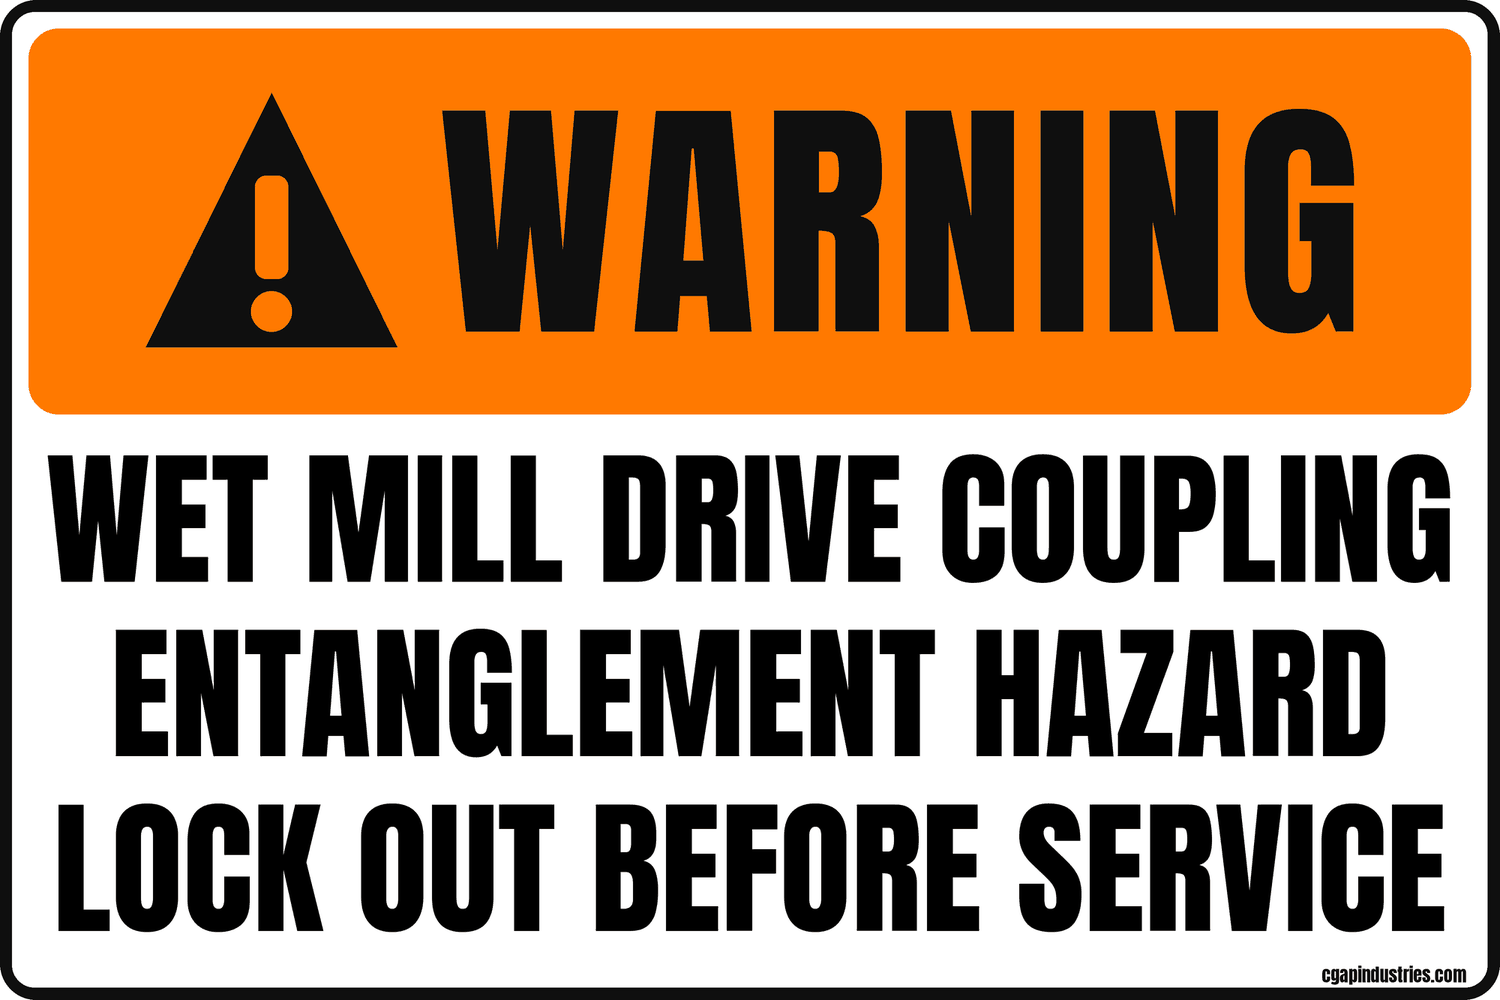 WARNING
WET MILL DRIVE COUPLING
ENTANGLEMENT HAZARD
LOCK OUT BEFORE SERVICE
cgapindustries.com